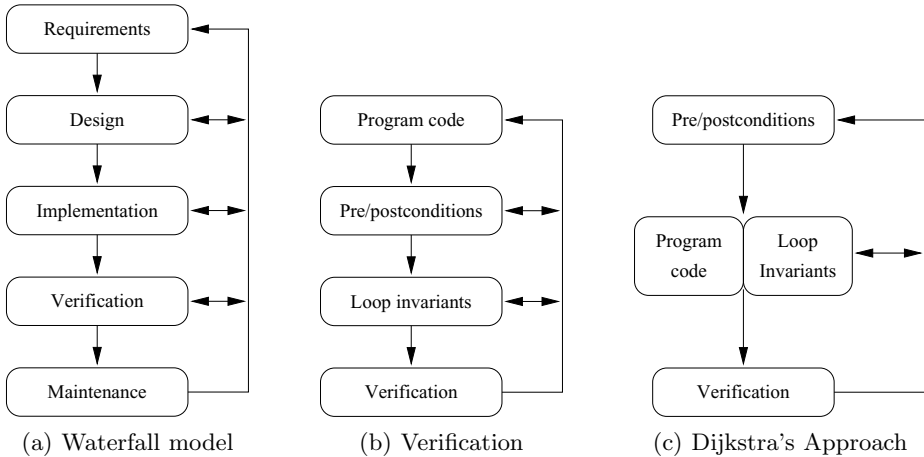 Requirements
Design
Implementation
Verification
Maintenance
(a) Waterfall model
Program code
Pre/postconditions
Loop invariants
Verification
(b) Verification
Pre/postconditions
Program
code
Loop
Invariants
Verification
(c) Dijkstra's Approach